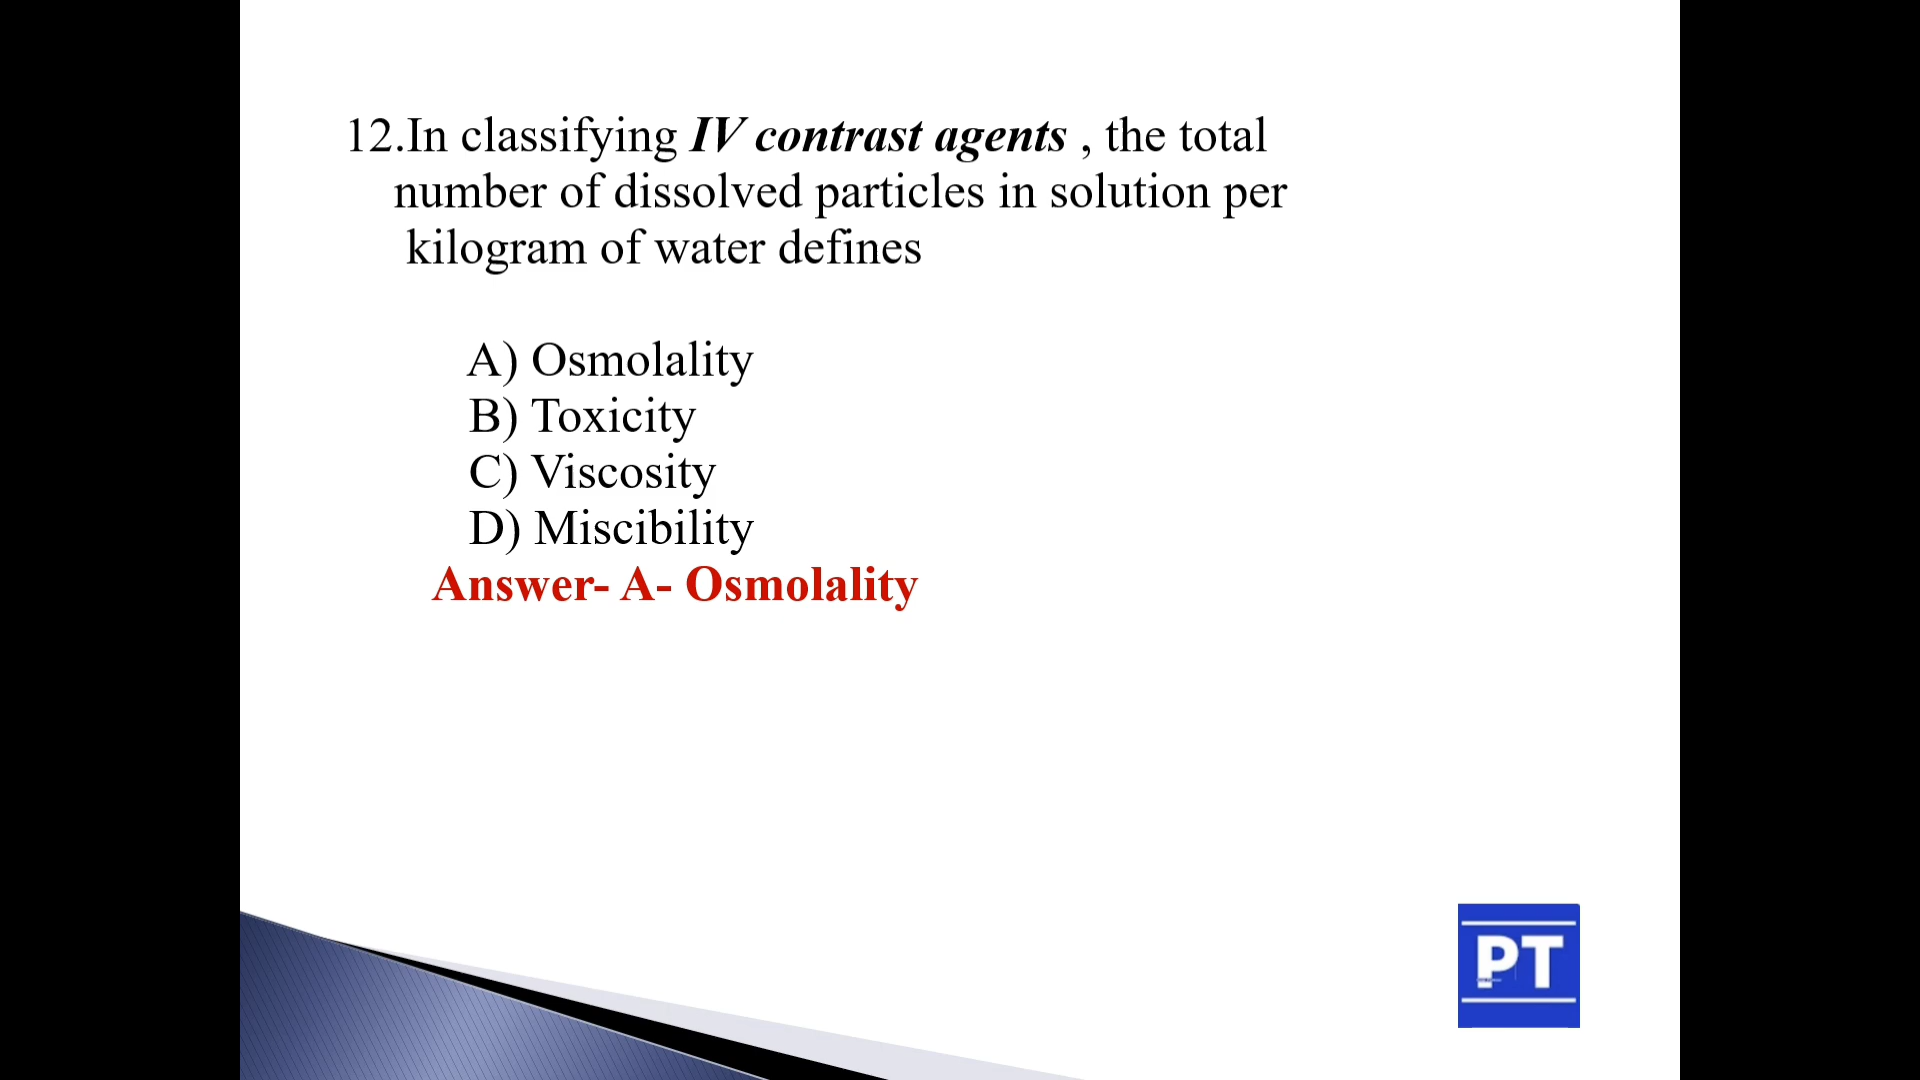 12.In classifying IV contrast agents , the total
number of dissolved particles in solution per
kilogram of water defines
A) Osmolality
B) Toxicity
C) Viscosity
D) Miscibility
Answer- A- Osmolality
PT